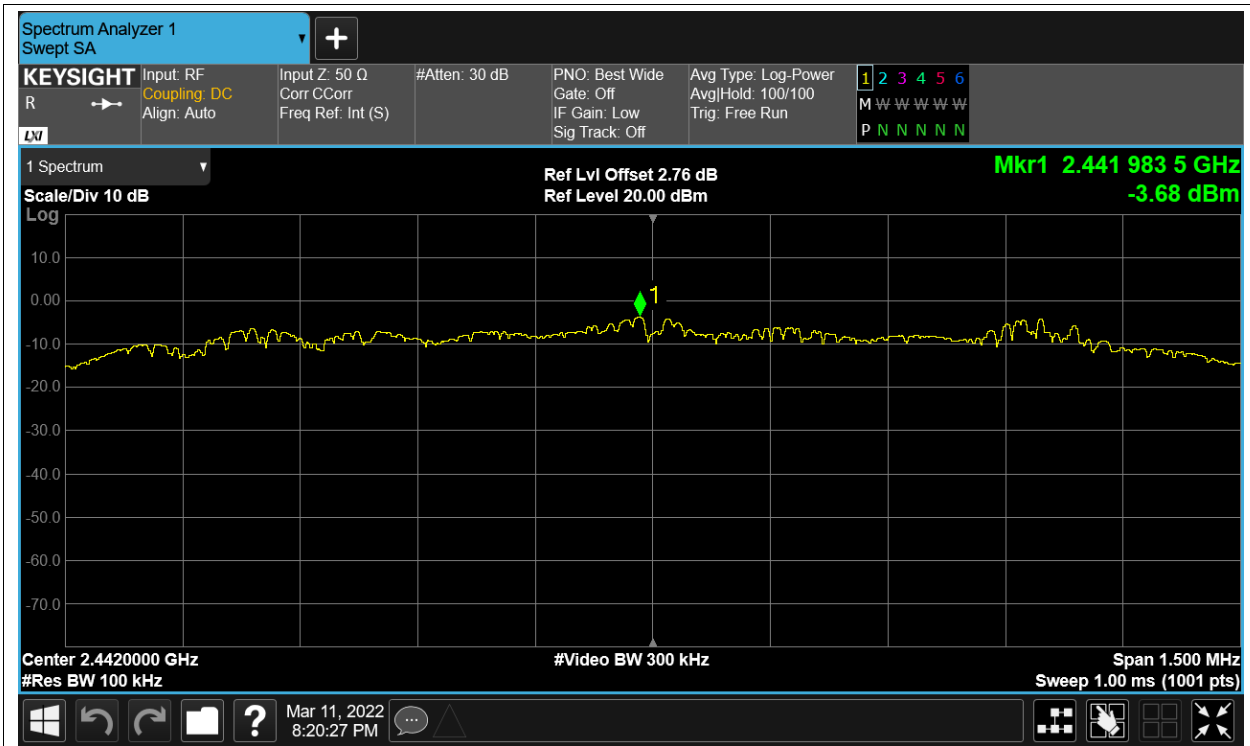 Spectrum Analyzer 1
Swept SA
▼
+
KEYSIGHT
R
LXI
Input: RF
Coupling: DC
Align: Auto
Input Z: 50 Ω
Corr CCorr
Freq Ref: Int (S)
#Atten: 30 dB
PNO: Best Wide
Gate: Off
IF Gain: Low
Sig Track: Off
Avg Type: Log-Power
Avg|Hold: 100/100
Trig: Free Run
1 2 3 4 5 6
M W W W W W
P N N N N N
1 Spectrum ▼
Scale/Div 10 dB
Log
Ref Lvl Offset 2.76 dB
Ref Level 20.00 dBm
Mkr1 2.441 983 5 GHz
-3.68 dBm
10.0
0.00
-10.0
-20.0
-30.0
-40.0
-50.0
-60.0
-70.0
1
Center 2.4420000 GHz
#Res BW 100 kHz
#Video BW 300 kHz
Span 1.500 MHz
Sweep 1.00 ms (1001 pts)
?
Mar 11, 2022
8:20:27 PM